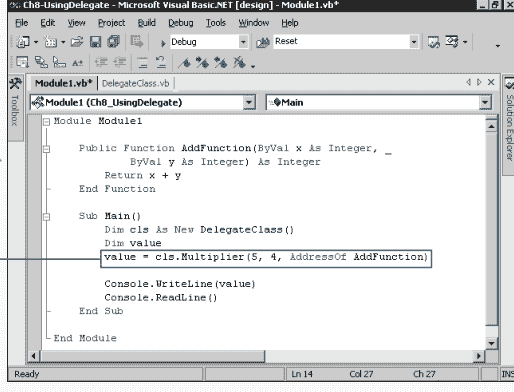 Ch8-UsingDelegate - Microsoft Visual Basic.NET [design] - Module1.vb*
File Edit View Project Build Debug Tools Window Help
Debug Reset
Module1.vb* DelegateClass.vb
Toolbox
Solution Explorer
Module1 (Ch8_UsingDelegate) Main
Module Module1
Public Function AddFunction(ByVal x As Integer, _
ByVal y As Integer) As Integer
Return x + y
End Function
Sub Main()
Dim cls As New DelegateClass()
Dim value
value = cls.Multiplier(5, 4, AddressOf AddFunction)
Console.WriteLine(value)
Console.ReadLine()
End Sub
End Module
Ready Ln 14 Col 27 Ch 27 INS